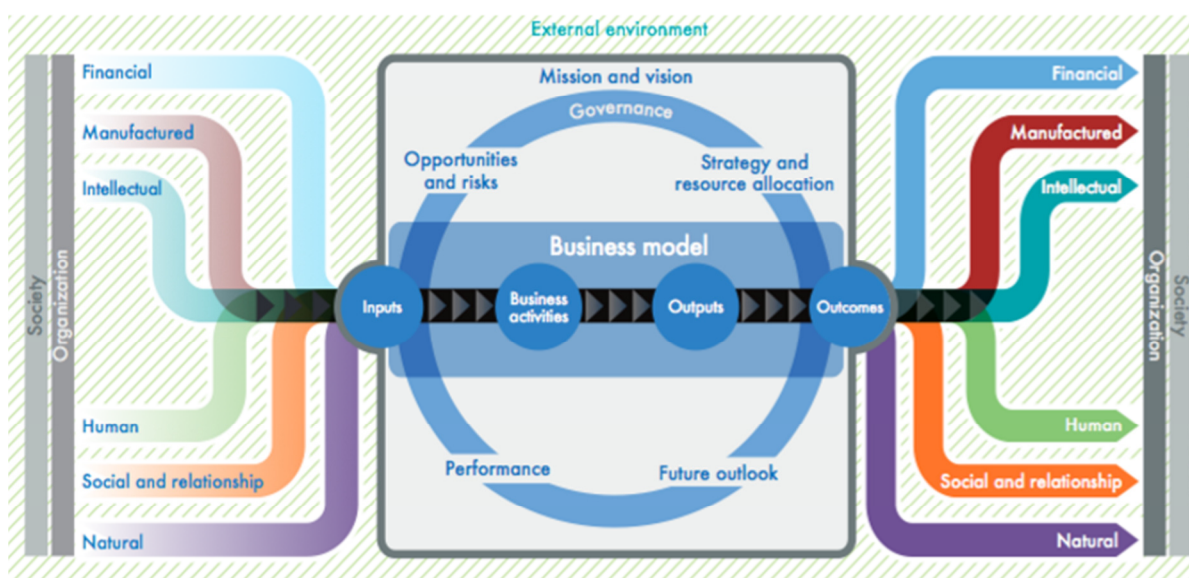 External environment
Society
Organization
Financial
Manufactured
Intellectual
Human
Social and relationship
Natural
Mission and vision
Governance
Opportunities
and risks
Strategy and
resource allocation
Business model
Inputs
Business
activities
Outputs
Outcomes
Performance
Future outlook
Financial
Manufactured
Intellectual
Human
Social and relationship
Natural
Organization
Society